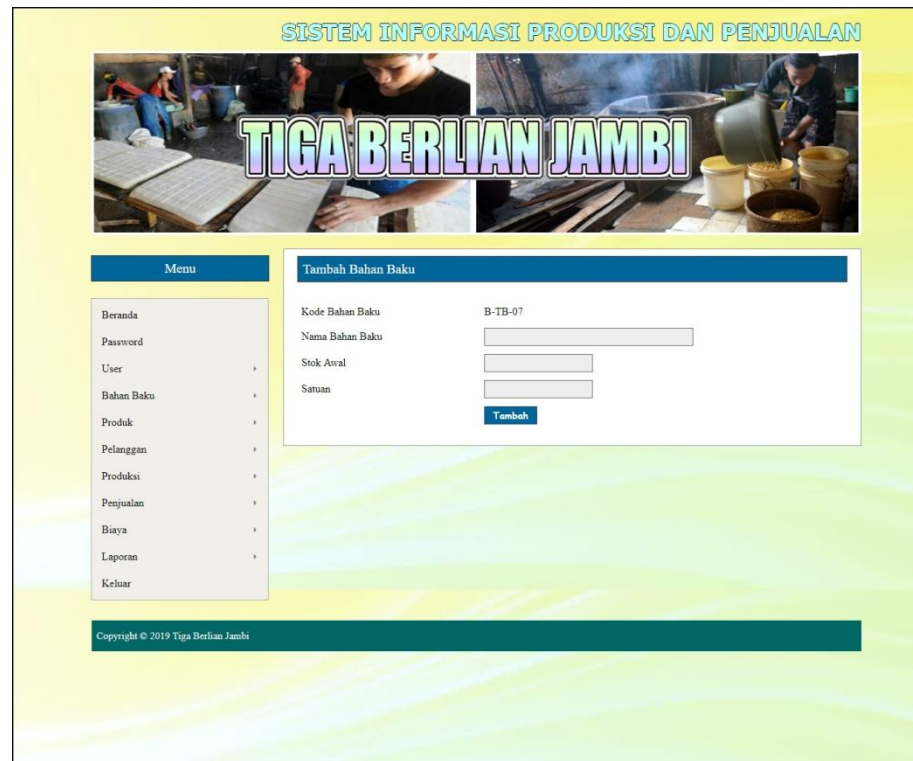 SISTEM INFORMASI PRODUKSI DAN PENJUALAN
TIGA BERLIAN JAMBI
Menu
Beranda
Password
User
Bahan Baku
Produk
Pelanggan
Produksi
Penjualan
Biaya
Laporan
Keluar
Tambah Bahan Baku
Kode Bahan Baku B-TB-07
Nama Bahan Baku
Stok Awal
Satuan
Tambah
Copyright © 2019 Tiga Berlian Jambi